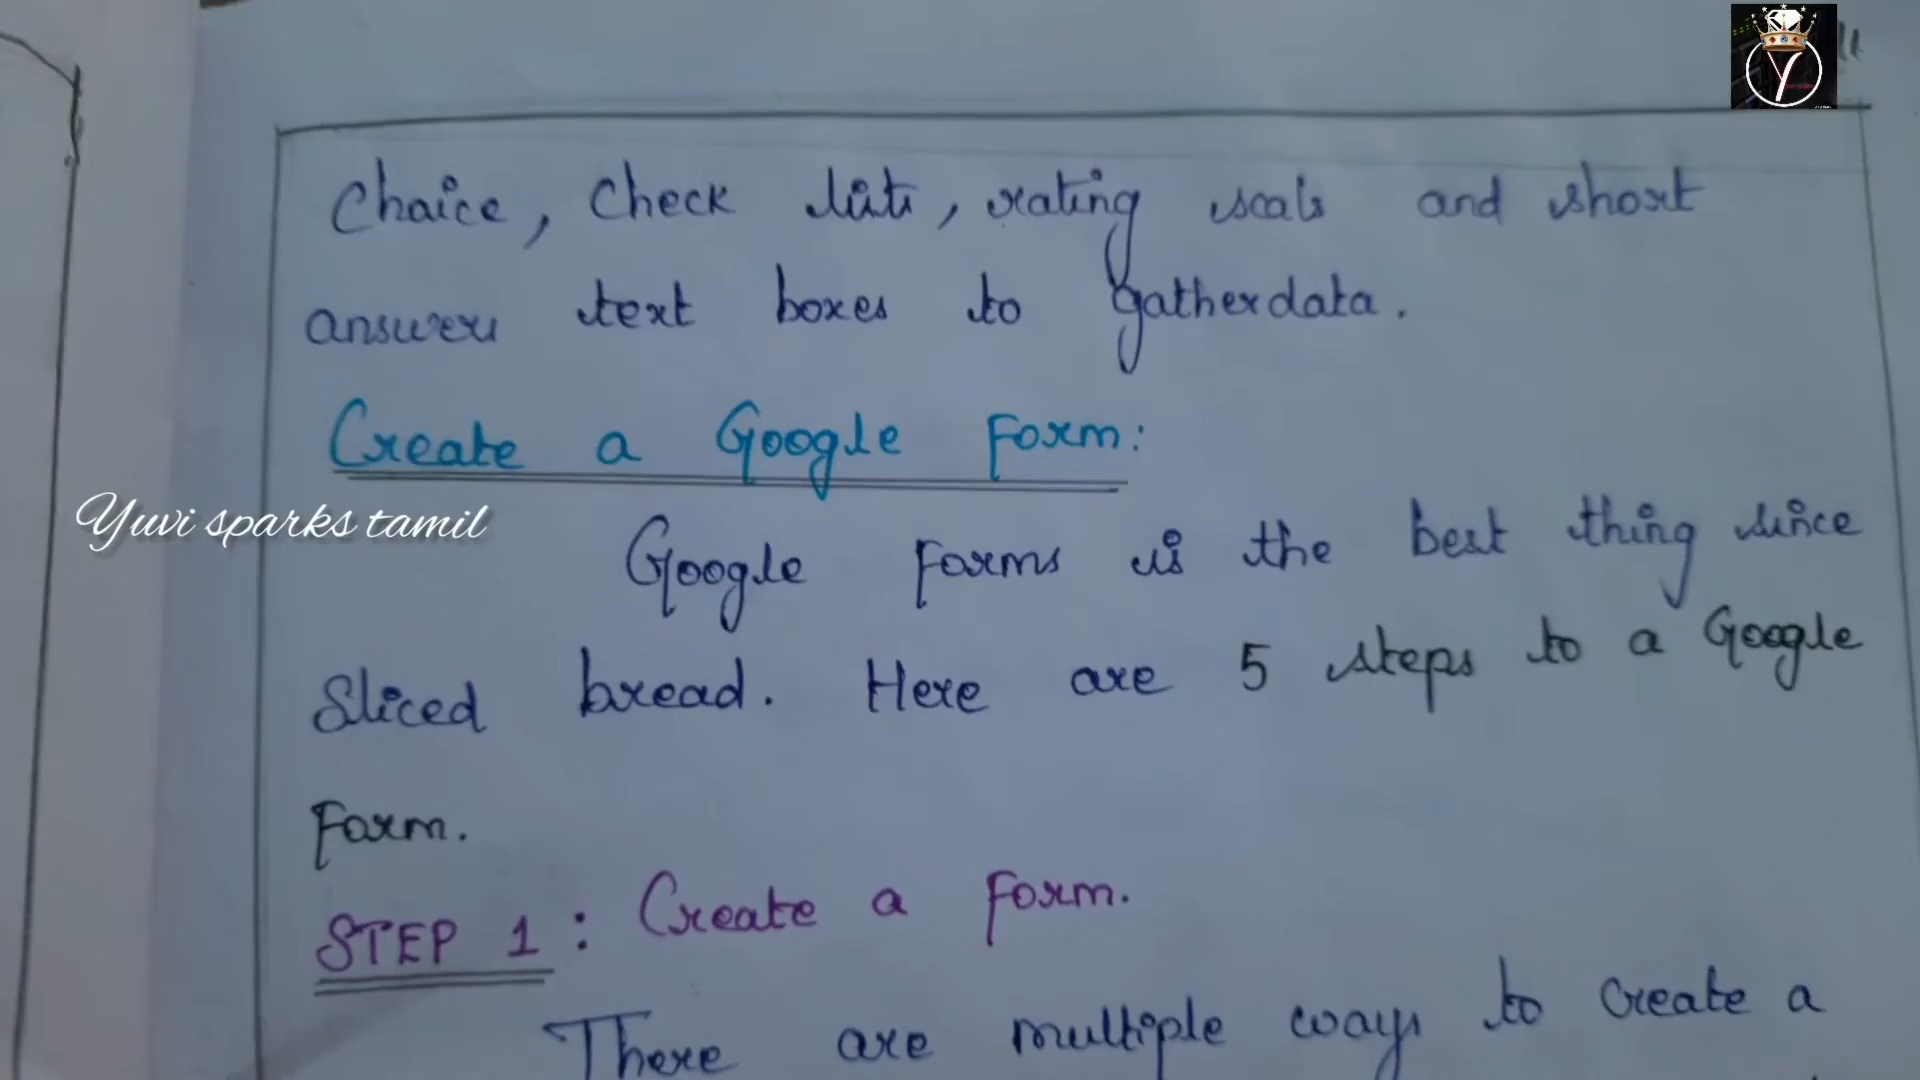 Choice, Check lists, rating scals and short
answers text boxes to gather data.
Create a Google Form:
Yuvi sparks tamil
Google Forms is the best thing since
Sliced bread. Here are 5 steps to a Google
Form.
STEP 1: Create a Form.
There are multiple ways to create a